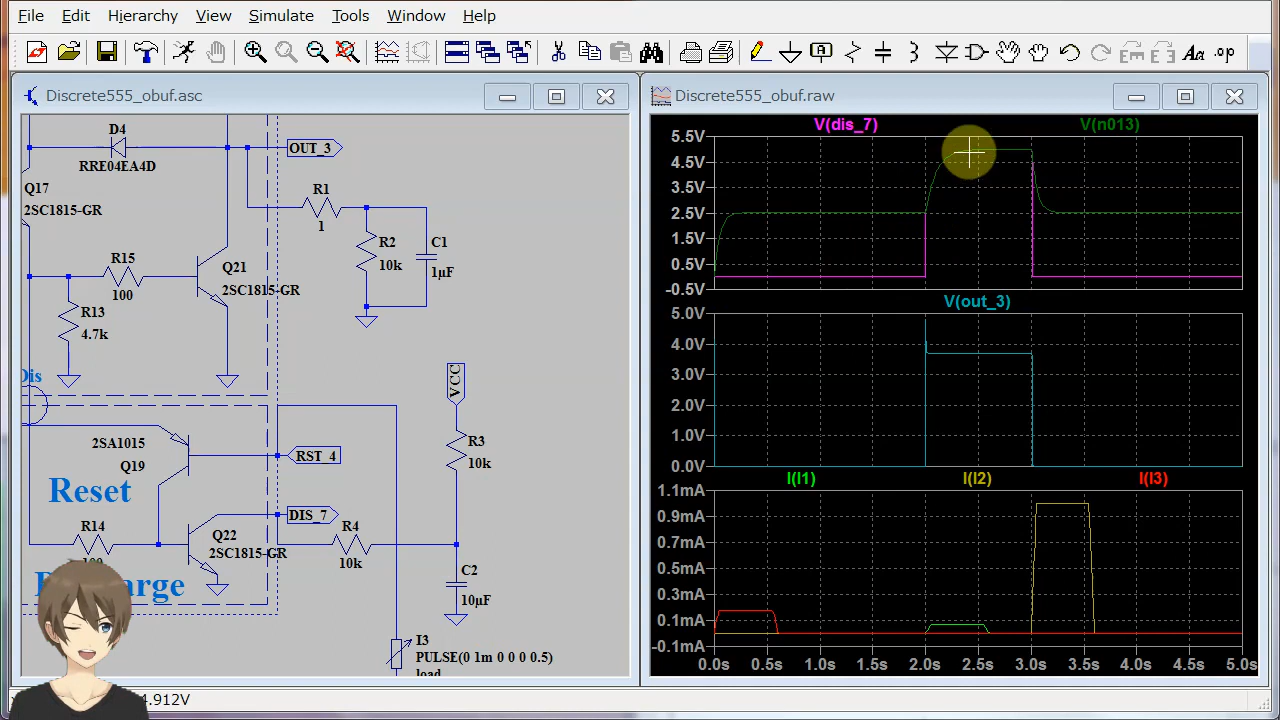 File Edit Hierarchy View Simulate Tools Window Help
Discrete555_obuf.asc
D4
RRE04EA4D
OUT_3
Q17
2SC1815-GR
R1
1
R2
10k
C1
1µF
R15
100
Q21
2SC1815-GR
R13
4.7k
Dis
VCC
2SA1015
Q19
RST_4
R3
10k
Reset
DIS_7
R14
Q22
2SC1815-GR
R4
10k
C2
10µF
I3
PULSE(0 1m 0 0 0 0.5)
load
4.912V
Discrete555_obuf.raw
V(dis_7) V(n013)
5.5V
4.5V
3.5V
2.5V
1.5V
0.5V
-0.5V
V(out_3)
5.0V
4.0V
3.0V
2.0V
1.0V
0.0V
I(I1) I(I2) I(I3)
1.1mA
0.9mA
0.7mA
0.5mA
0.3mA
0.1mA
-0.1mA
0.0s 0.5s 1.0s 1.5s 2.0s 2.5s 3.0s 3.5s 4.0s 4.5s 5.0s